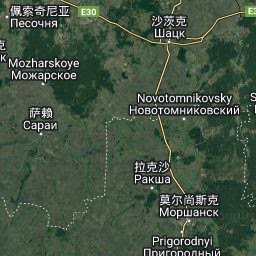 佩索奇尼亚
Песочня
E30
沙茨克
Шацк
E30
Mozharskoye
Можарское
Novotomnikovsky
Новотомниковский
萨赖
Сараи
拉克沙
Ракша
莫尔尚斯克
Моршанск
Prigorodnyi
Пригородный